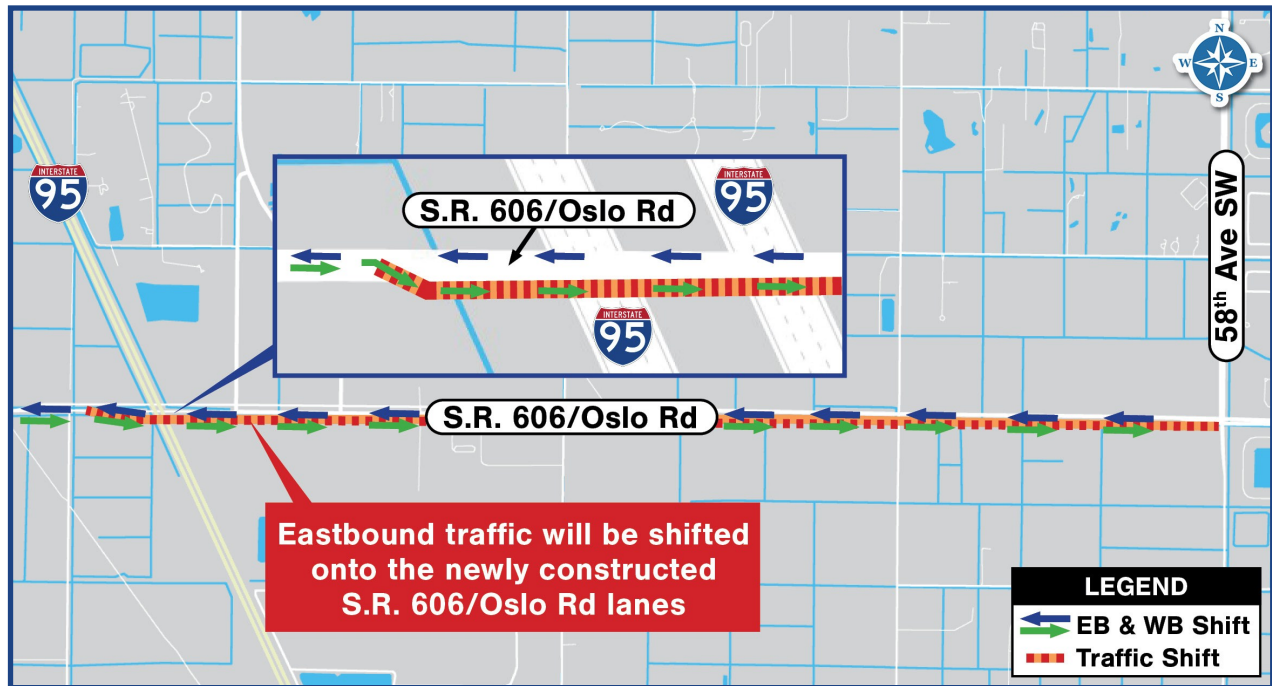 N
W E
S
INTERSTATE
95
S.R. 606/Oslo Rd
INTERSTATE
95
INTERSTATE
95
58th Ave SW
S.R. 606/Oslo Rd
Eastbound traffic will be shifted
onto the newly constructed
S.R. 606/Oslo Rd lanes
LEGEND
EB & WB Shift
Traffic Shift